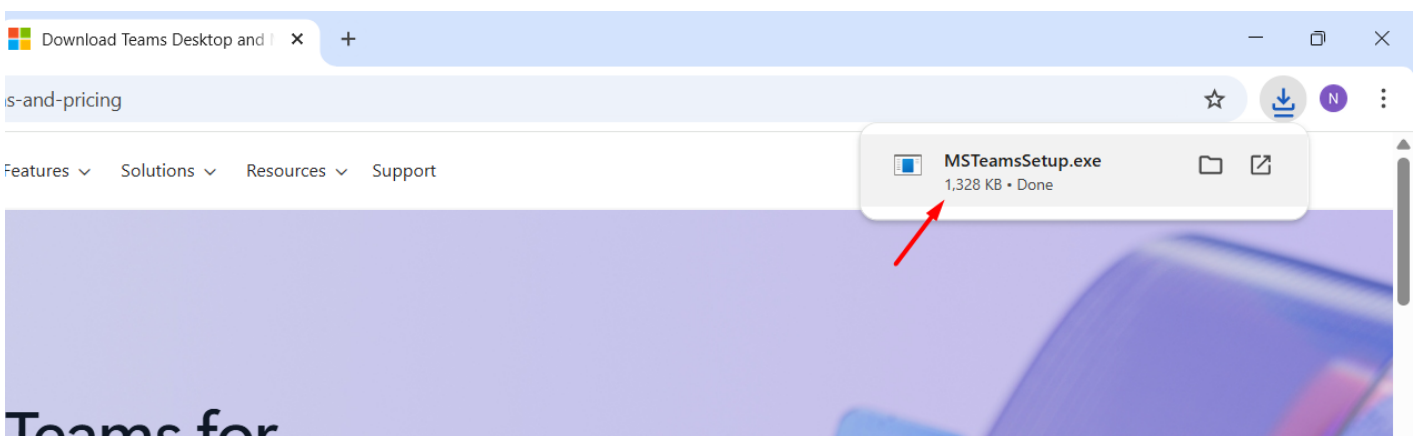 Download Teams Desktop and
s-and-pricing
N
Features Solutions Resources Support
MSTeamsSetup.exe
1,328 KB • Done
Teams for